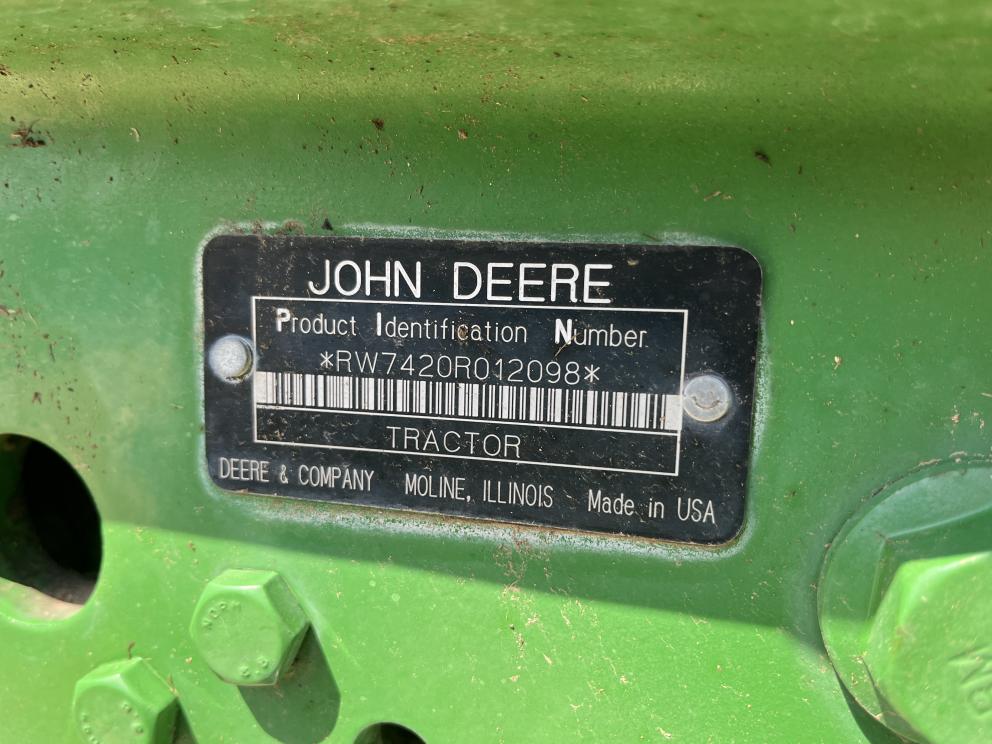 JOHN DEERE
Product Identification Number
*RW7420R012098*
TRACTOR
DEERE & COMPANY MOLINE, ILLINOIS Made in USA